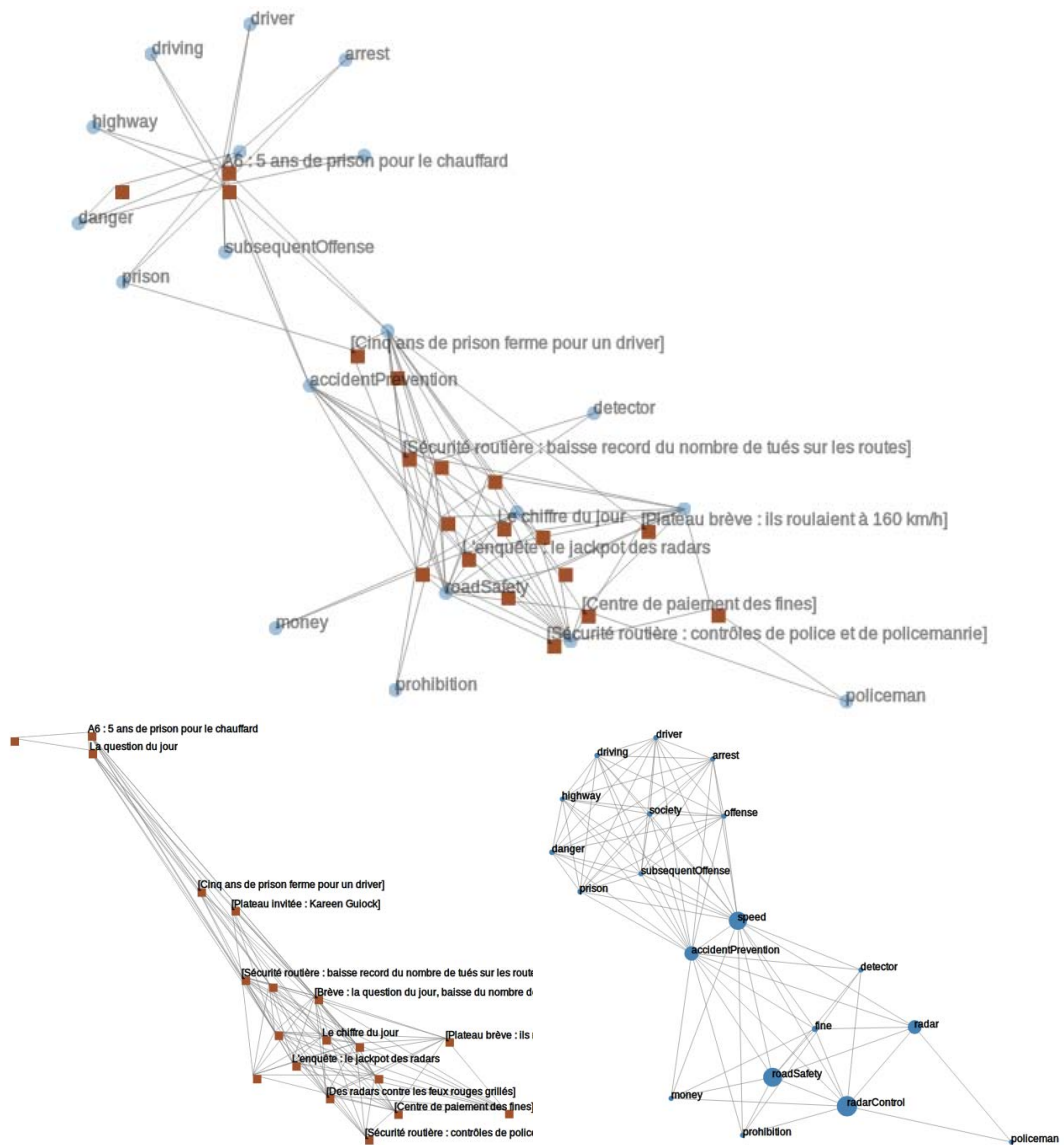 driver
driving
arrest
highway
A6 : 5 ans de prison pour le chauffard
danger
subsequentOffense
prison
[Cinq ans de prison ferme pour un driver]
accidentPrevention
detector
[Sécurité routière : baisse record du nombre de tués sur les routes]
Le chiffre du jour
[Plateau brève : ils roulaient à 160 km/h]
L'enquête : le jackpot des radars
roadSafety
[Centre de paiement des fines]
money
[Sécurité routière : contrôles de police et de policemanrie]
prohibition
policeman
A6 : 5 ans de prison pour le chauffard
La question du jour
[Cinq ans de prison ferme pour un driver]
[Plateau invitée : Kareen Guiock]
[Sécurité routière : baisse record du nombre de tués sur les route
[Brève : la question du jour, baisse du nombre d
Le chiffre du jour
[Plateau brève : ils r
L'enquête : le jackpot des radars
[Des radars contre les feux rouges grillés]
[Centre de paiement des fines]
[Sécurité routière : contrôles de polic
driver
driving
arrest
highway
society
offense
danger
subsequentOffense
prison
speed
accidentPrevention
detector
fine
radar
roadSafety
money
radarControl
prohibition
policeman